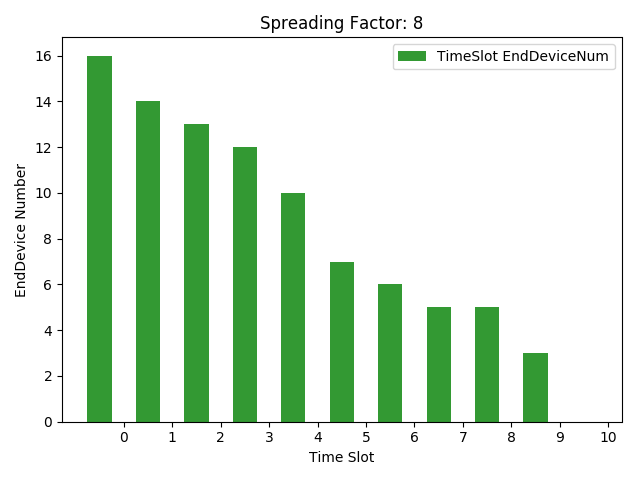 Spreading Factor: 8
TimeSlot EndDeviceNum
EndDevice Number
16
14
12
10
8
6
4
2
0
0 1 2 3 4 5 6 7 8 9 10
Time Slot